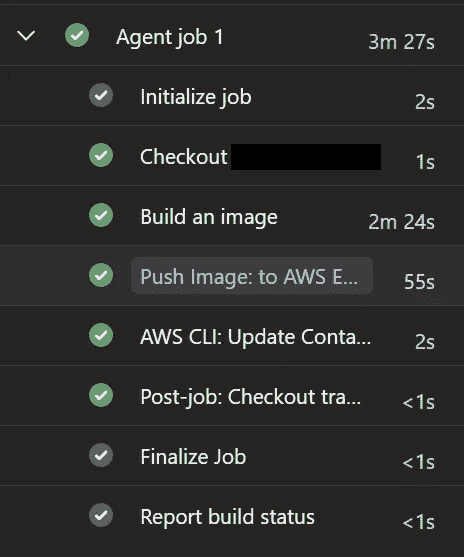 Agent job 1
3m 27s
Initialize job
2s
Checkout
1s
Build an image
2m 24s
Push Image: to AWS E...
55s
AWS CLI: Update Conta...
2s
Post-job: Checkout tra...
<1s
Finalize Job
<1s
Report build status
<1s